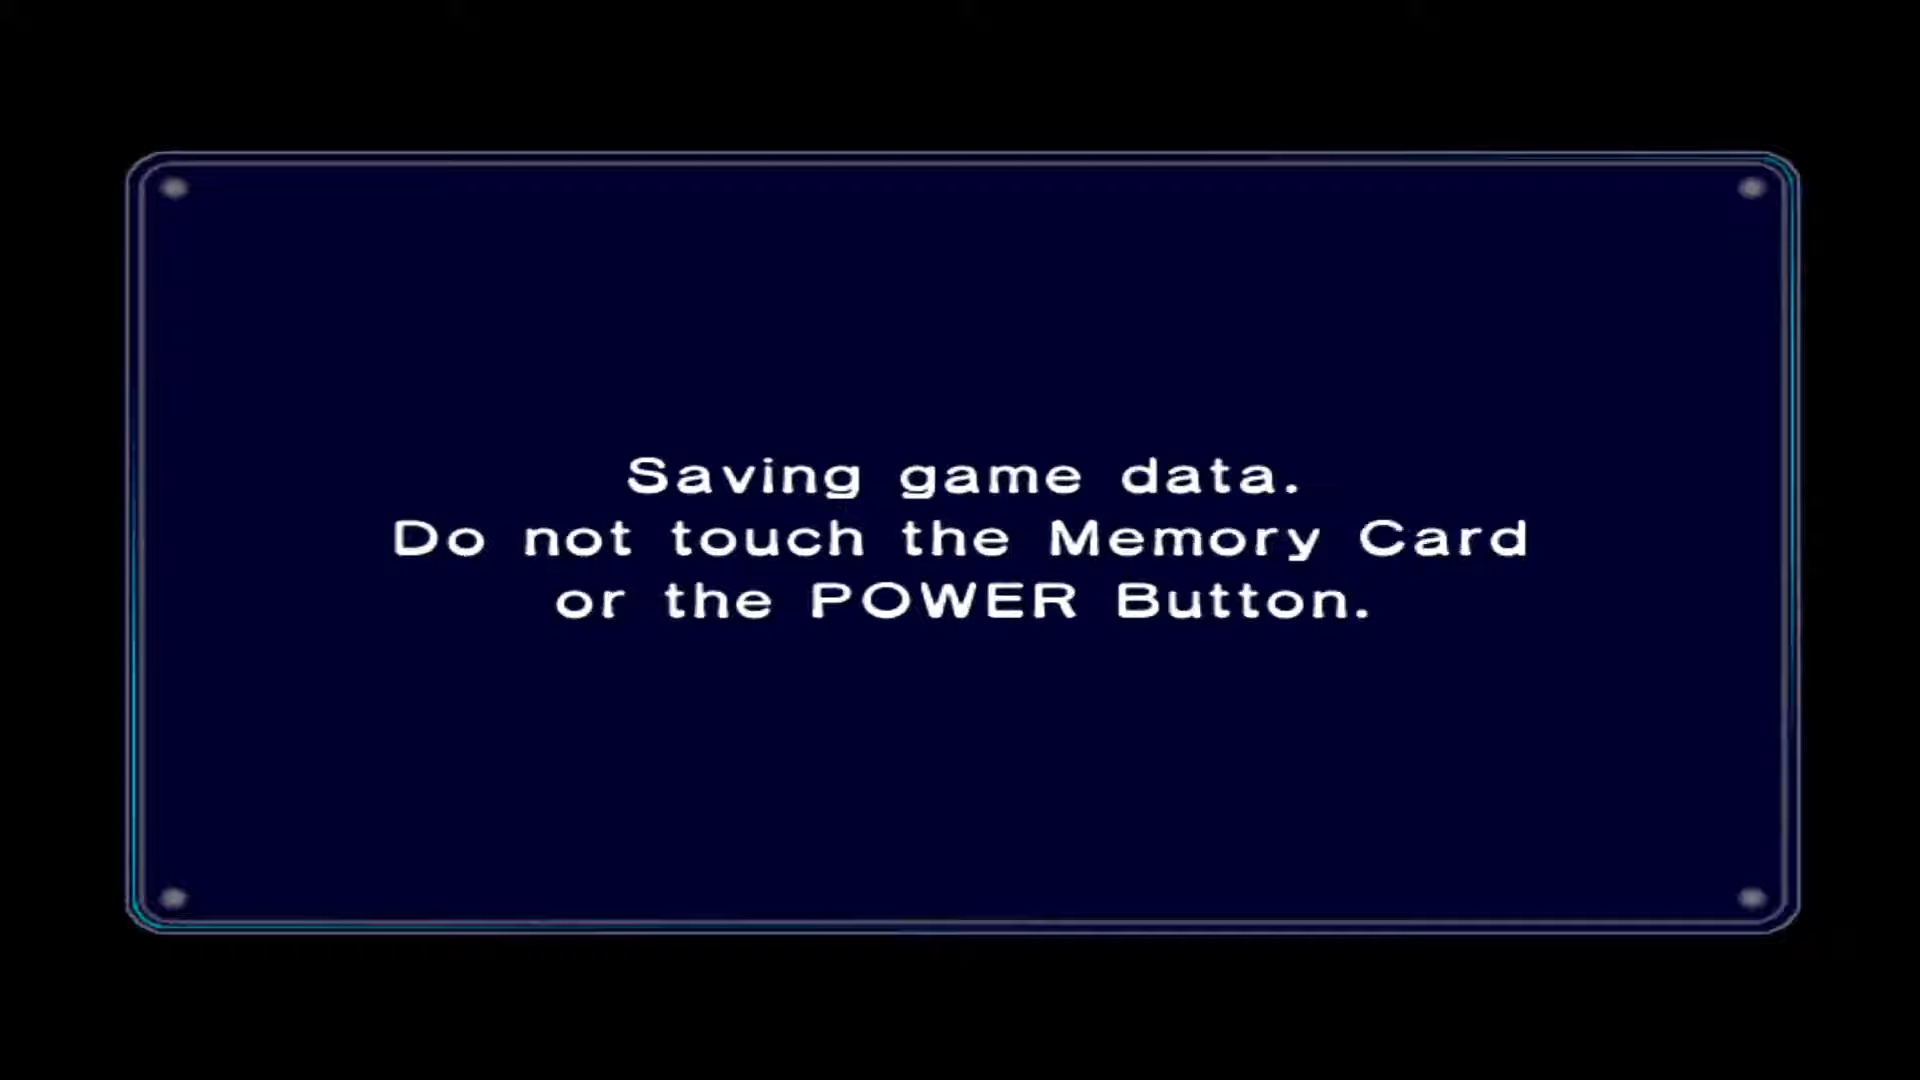 Saving game data.
Do not touch the Memory Card
or the POWER Button.